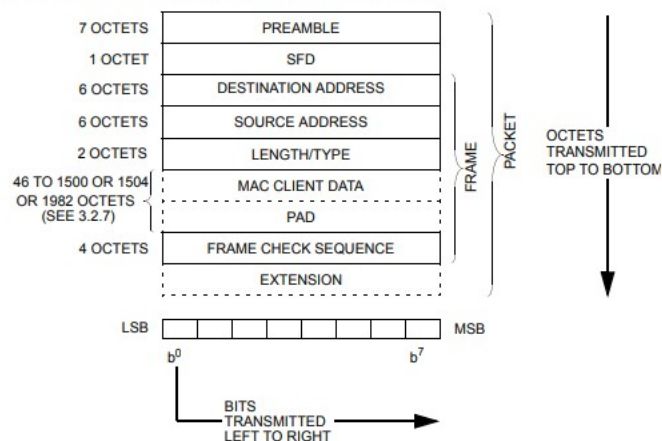 7 OCTETS PREAMBLE
1 OCTET SFD
6 OCTETS DESTINATION ADDRESS
6 OCTETS SOURCE ADDRESS
2 OCTETS LENGTH/TYPE
46 TO 1500 OR 1504
OR 1982 OCTETS
(SEE 3.2.7)
MAC CLIENT DATA
PAD
4 OCTETS FRAME CHECK SEQUENCE
EXTENSION
FRAME
PACKET
OCTETS
TRANSMITTED
TOP TO BOTTOM
LSB MSB
b0 b7
BITS
TRANSMITTED
LEFT TO RIGHT